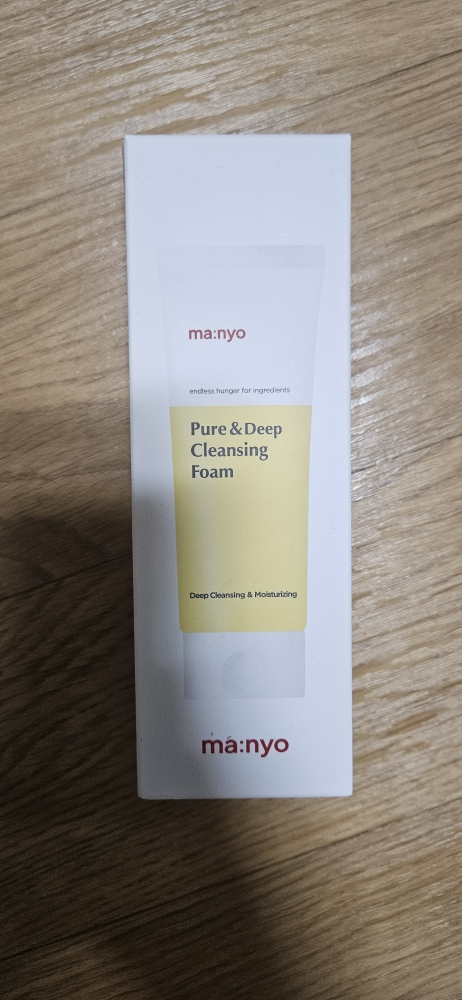 ma:nyo
endless hunger for ingredients
Pure & Deep
Cleansing
Foam
Deep Cleansing & Moisturizing
ma:nyo